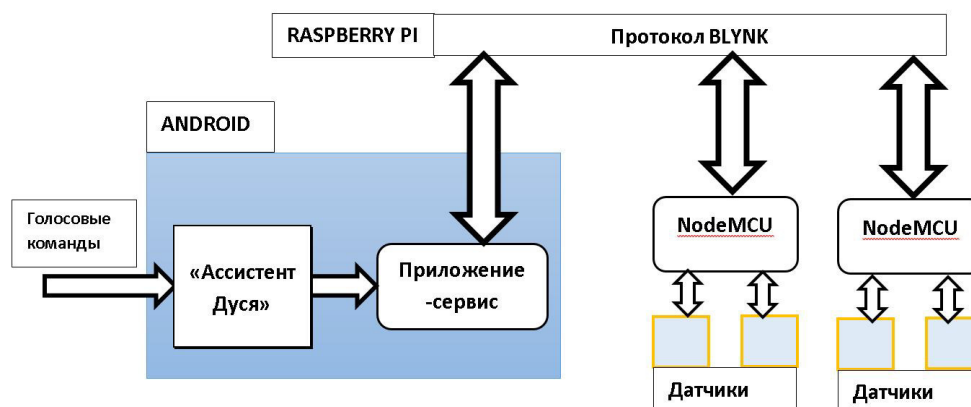 RASPBERRY PI
Протокол BLYNK
ANDROID
Голосовые
команды
«Ассистент
Дуся»
Приложение
-сервис
NodeMCU
NodeMCU
Датчики
Датчики